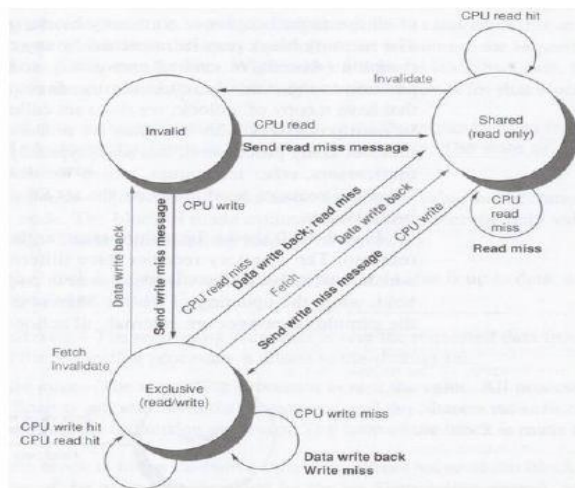 CPU read hit
Invalidate
Invalid
Shared
(read only)
CPU read
Send read miss message
CPU write
CPU
read
miss
Read miss
Data write back
Send write miss message
CPU read miss
Data write back; read miss
Fetch
Data write back
Send write miss message
CPU write
Fetch
Invalidate
Exclusive
(read/write)
CPU write hit
CPU read hit
CPU write miss
Data write back
Write miss